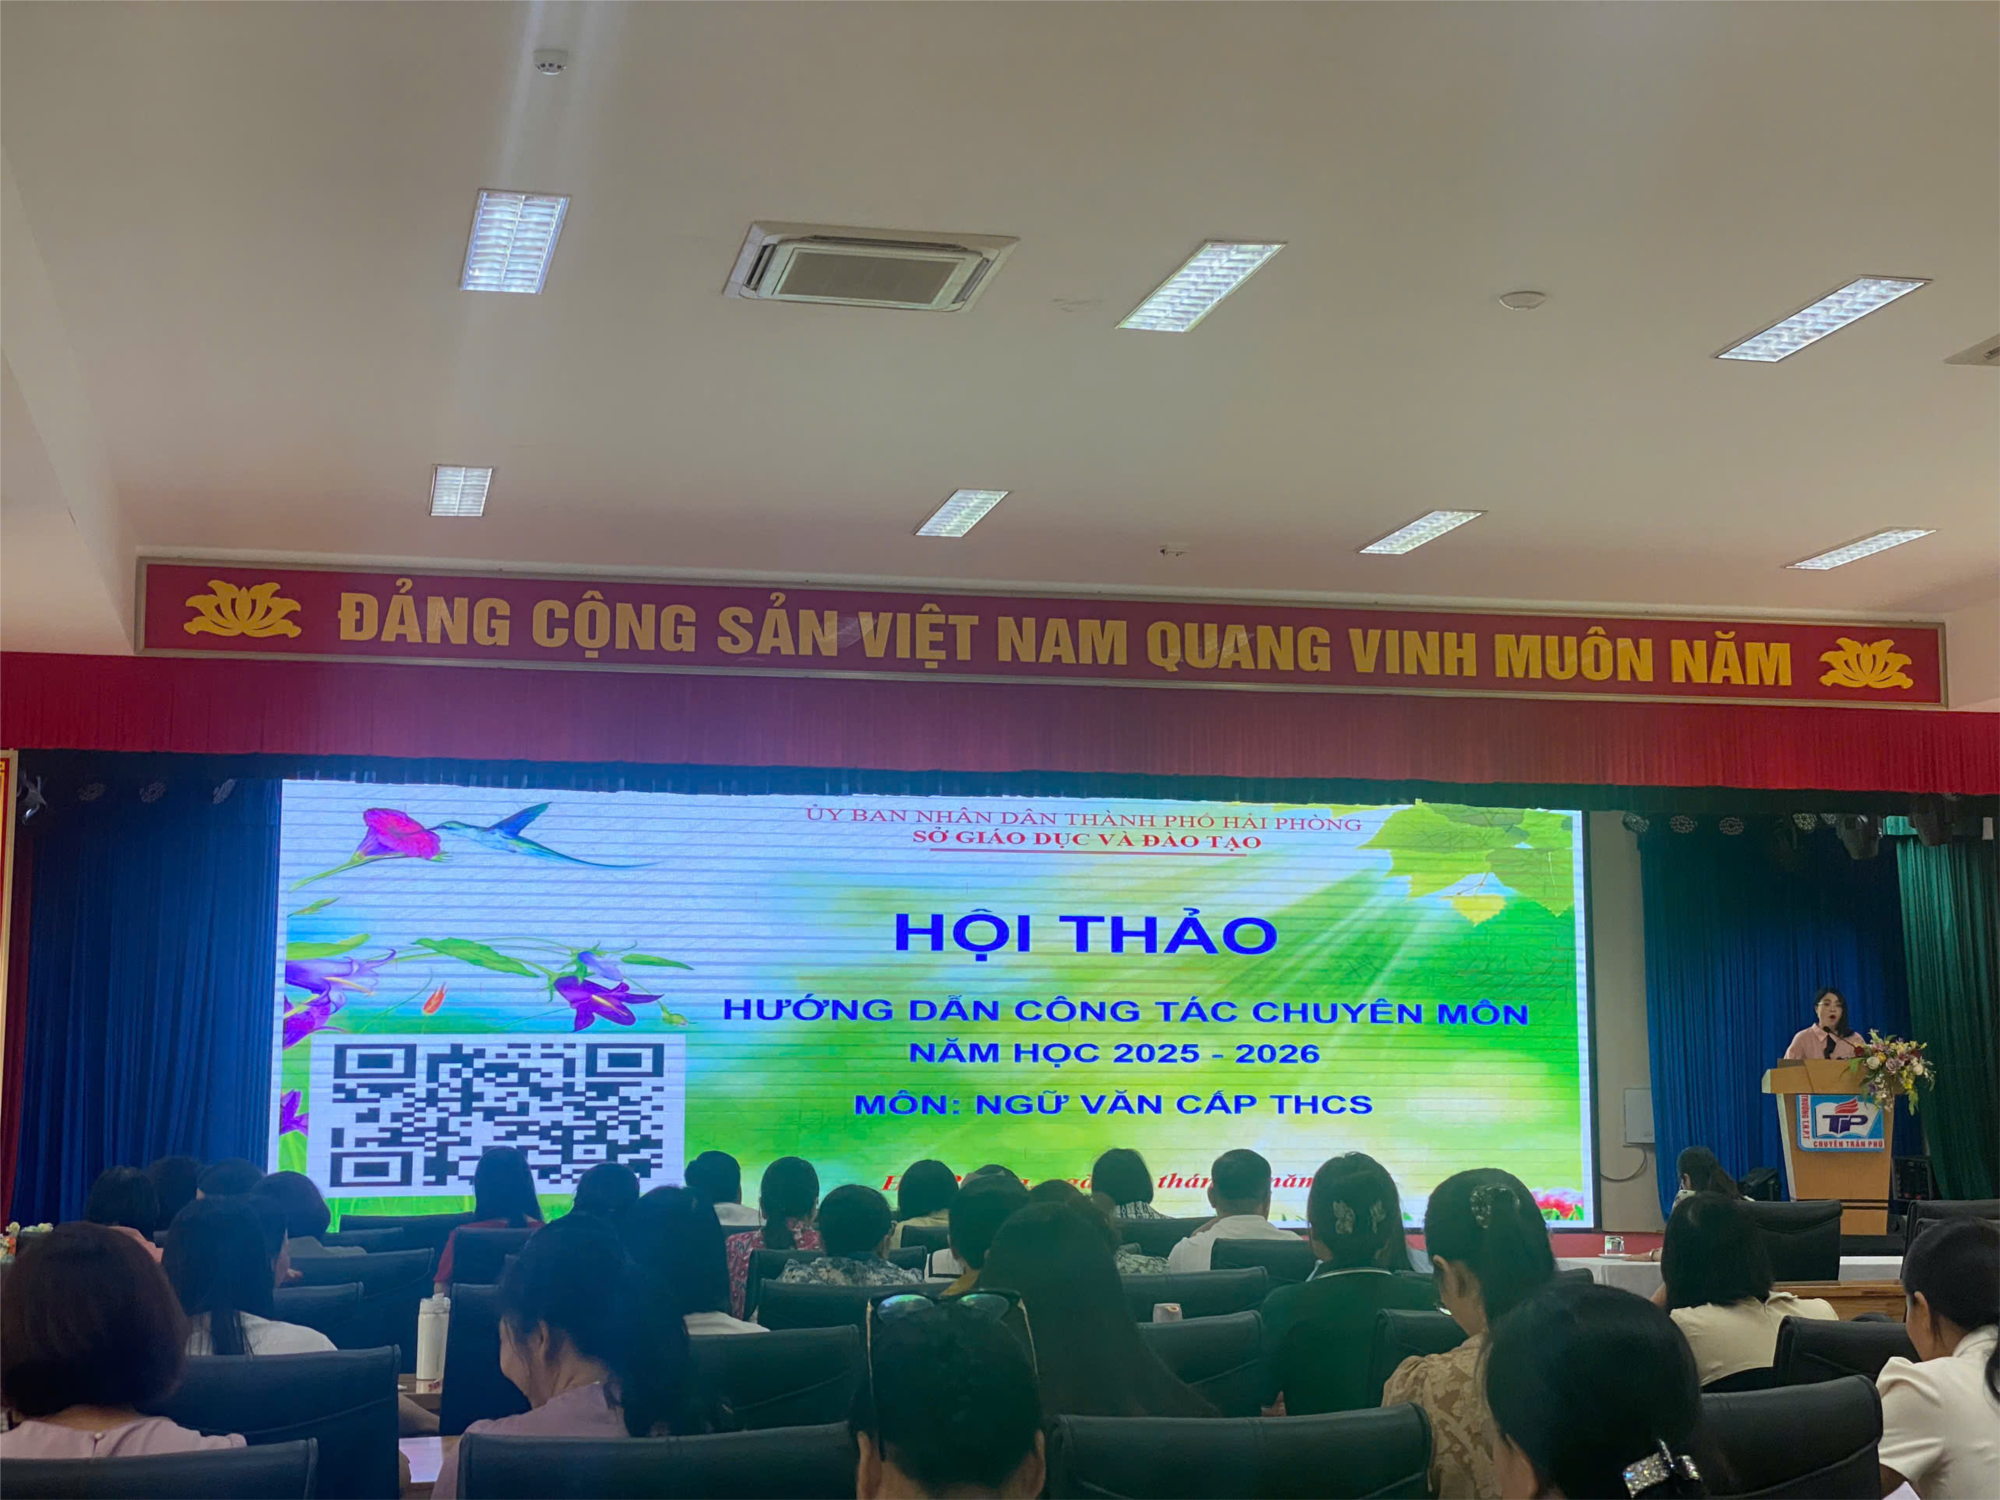 ĐẢNG CỘNG SẢN VIỆT NAM QUANG VINH MUÔN NĂM
ỦY BAN NHÂN DÂN THÀNH PHỐ HẢI PHÒNG
SỞ GIÁO DỤC VÀ ĐÀO TẠO
HỘI THẢO
HƯỚNG DẪN CÔNG TÁC CHUYÊN MÔN
NĂM HỌC 2025 - 2026
MÔN: NGỮ VĂN CẤP THCS
năm
TRƯỜNG T.H.P.T
TP
CHUYÊN TRẦN PHÚ